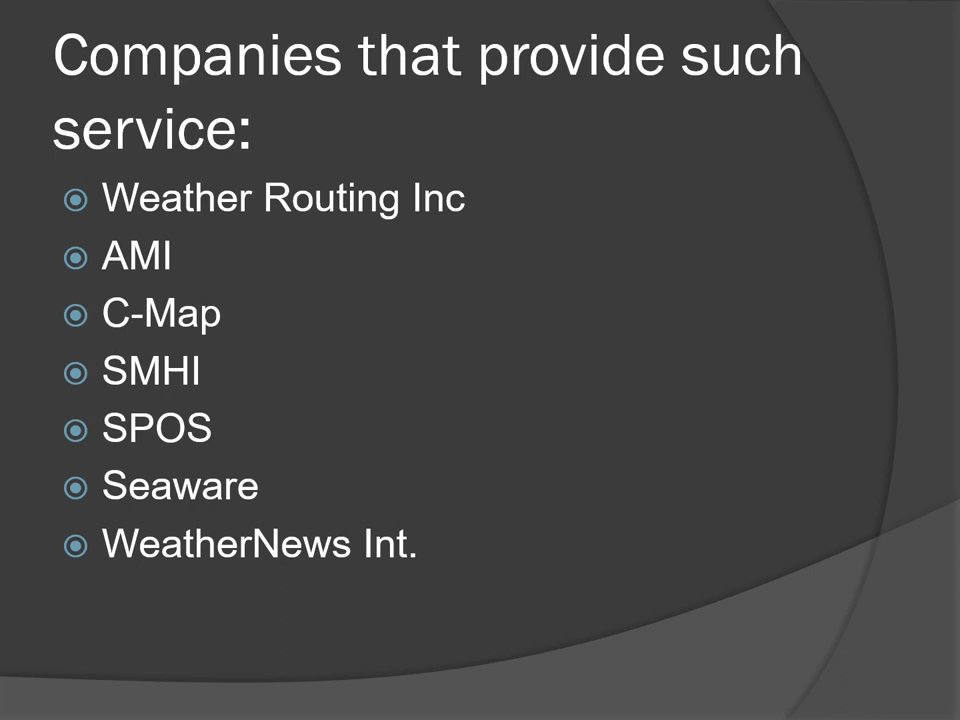 Companies that provide such
service:
Weather Routing Inc
AMI
C-Map
SMHI
SPOS
Seaware
WeatherNews Int.